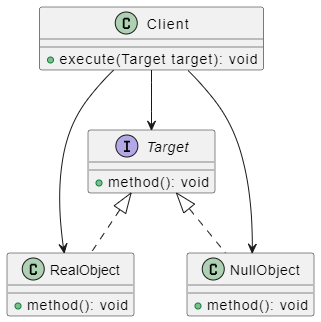 C Client
execute(Target target): void
I Target
method(): void
C RealObject
method(): void
C NullObject
method(): void